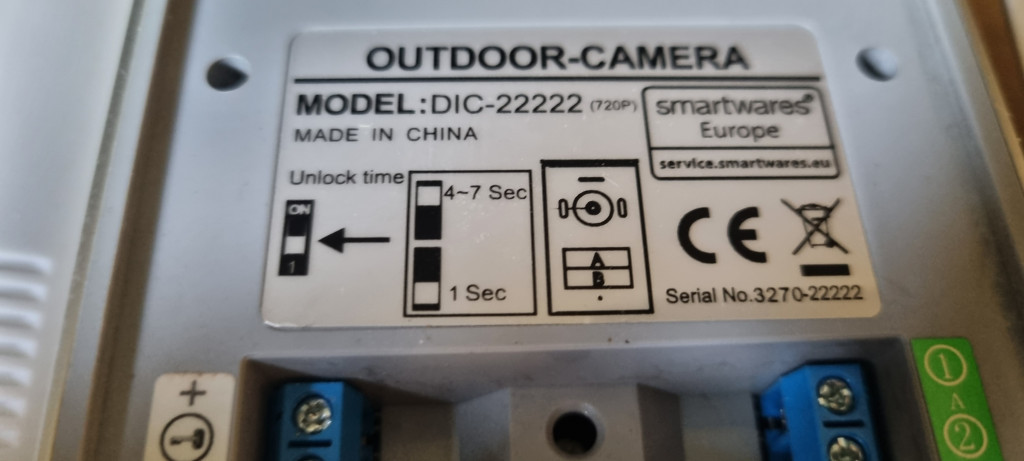 OUTDOOR-CAMERA
MODEL:DIC-22222 (720P)
MADE IN CHINA
smartwares®
Europe
service.smartwares.eu
Unlock time
ON
1
4~7 Sec
1 Sec
A
B
CE
Serial No.3270-22222
+
1
A
2